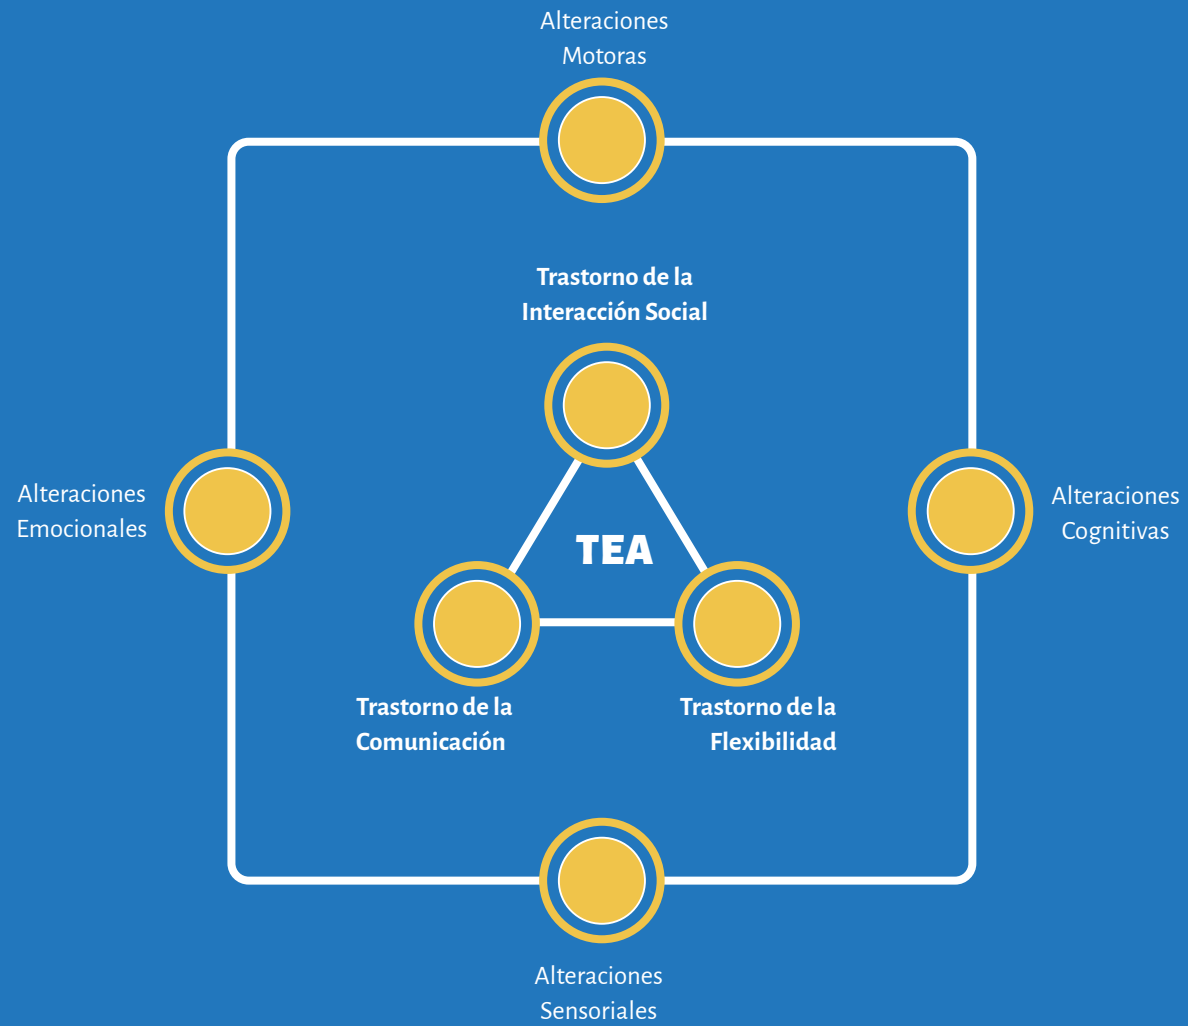 Alteraciones
Motoras
Trastorno de la
Interacción Social
Alteraciones
Emocionales
Alteraciones
Cognitivas
TEA
Trastorno de la
Comunicación
Trastorno de la
Flexibilidad
Alteraciones
Sensoriales